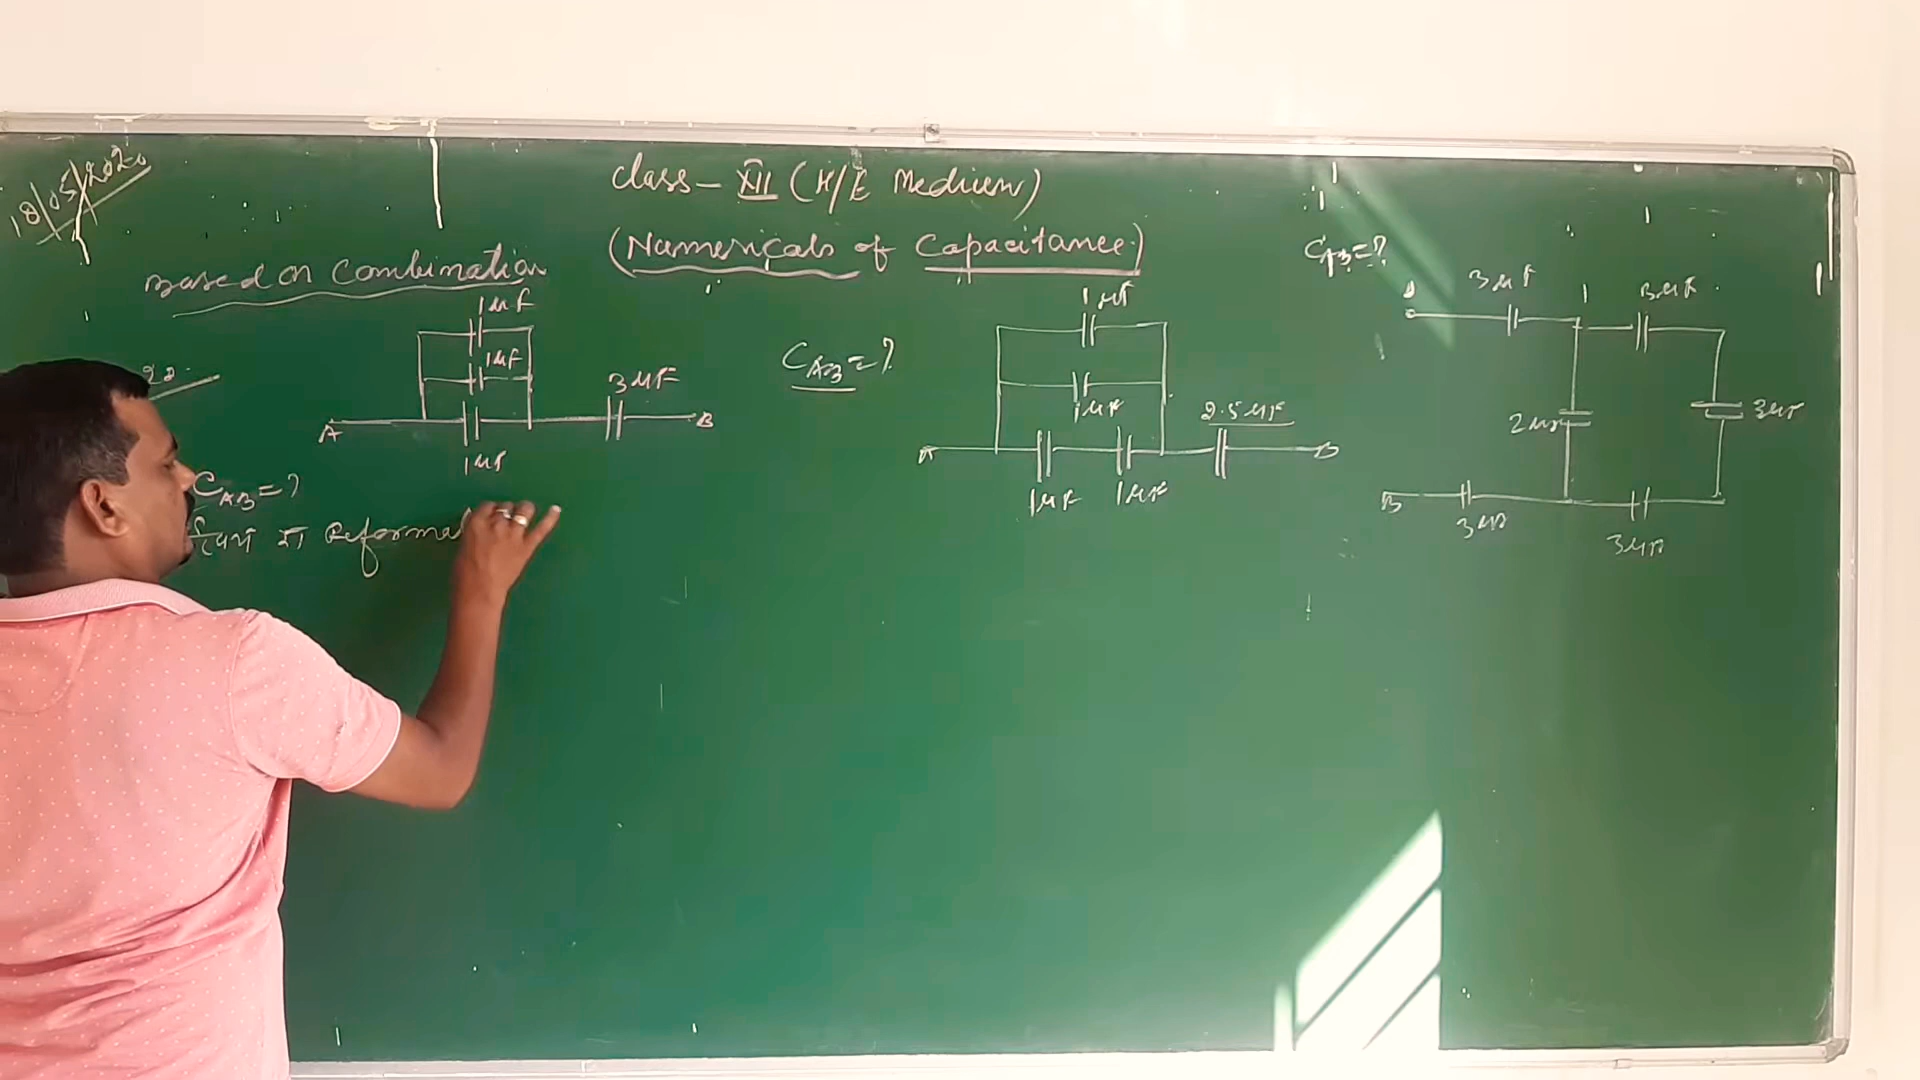 18/05/2020
Class - XII (H/E Medium)
(Numericals of Capacitance)
Based on Combination
1μF
1μF
3μF
A
B
1μF
CAB = ?
CAB = ?
1μF
1μF
2.5μF
A
B
1μF
1μF
CAB = ?
A
3μF
3μF
2μF
3μF
B
3μF
3μF